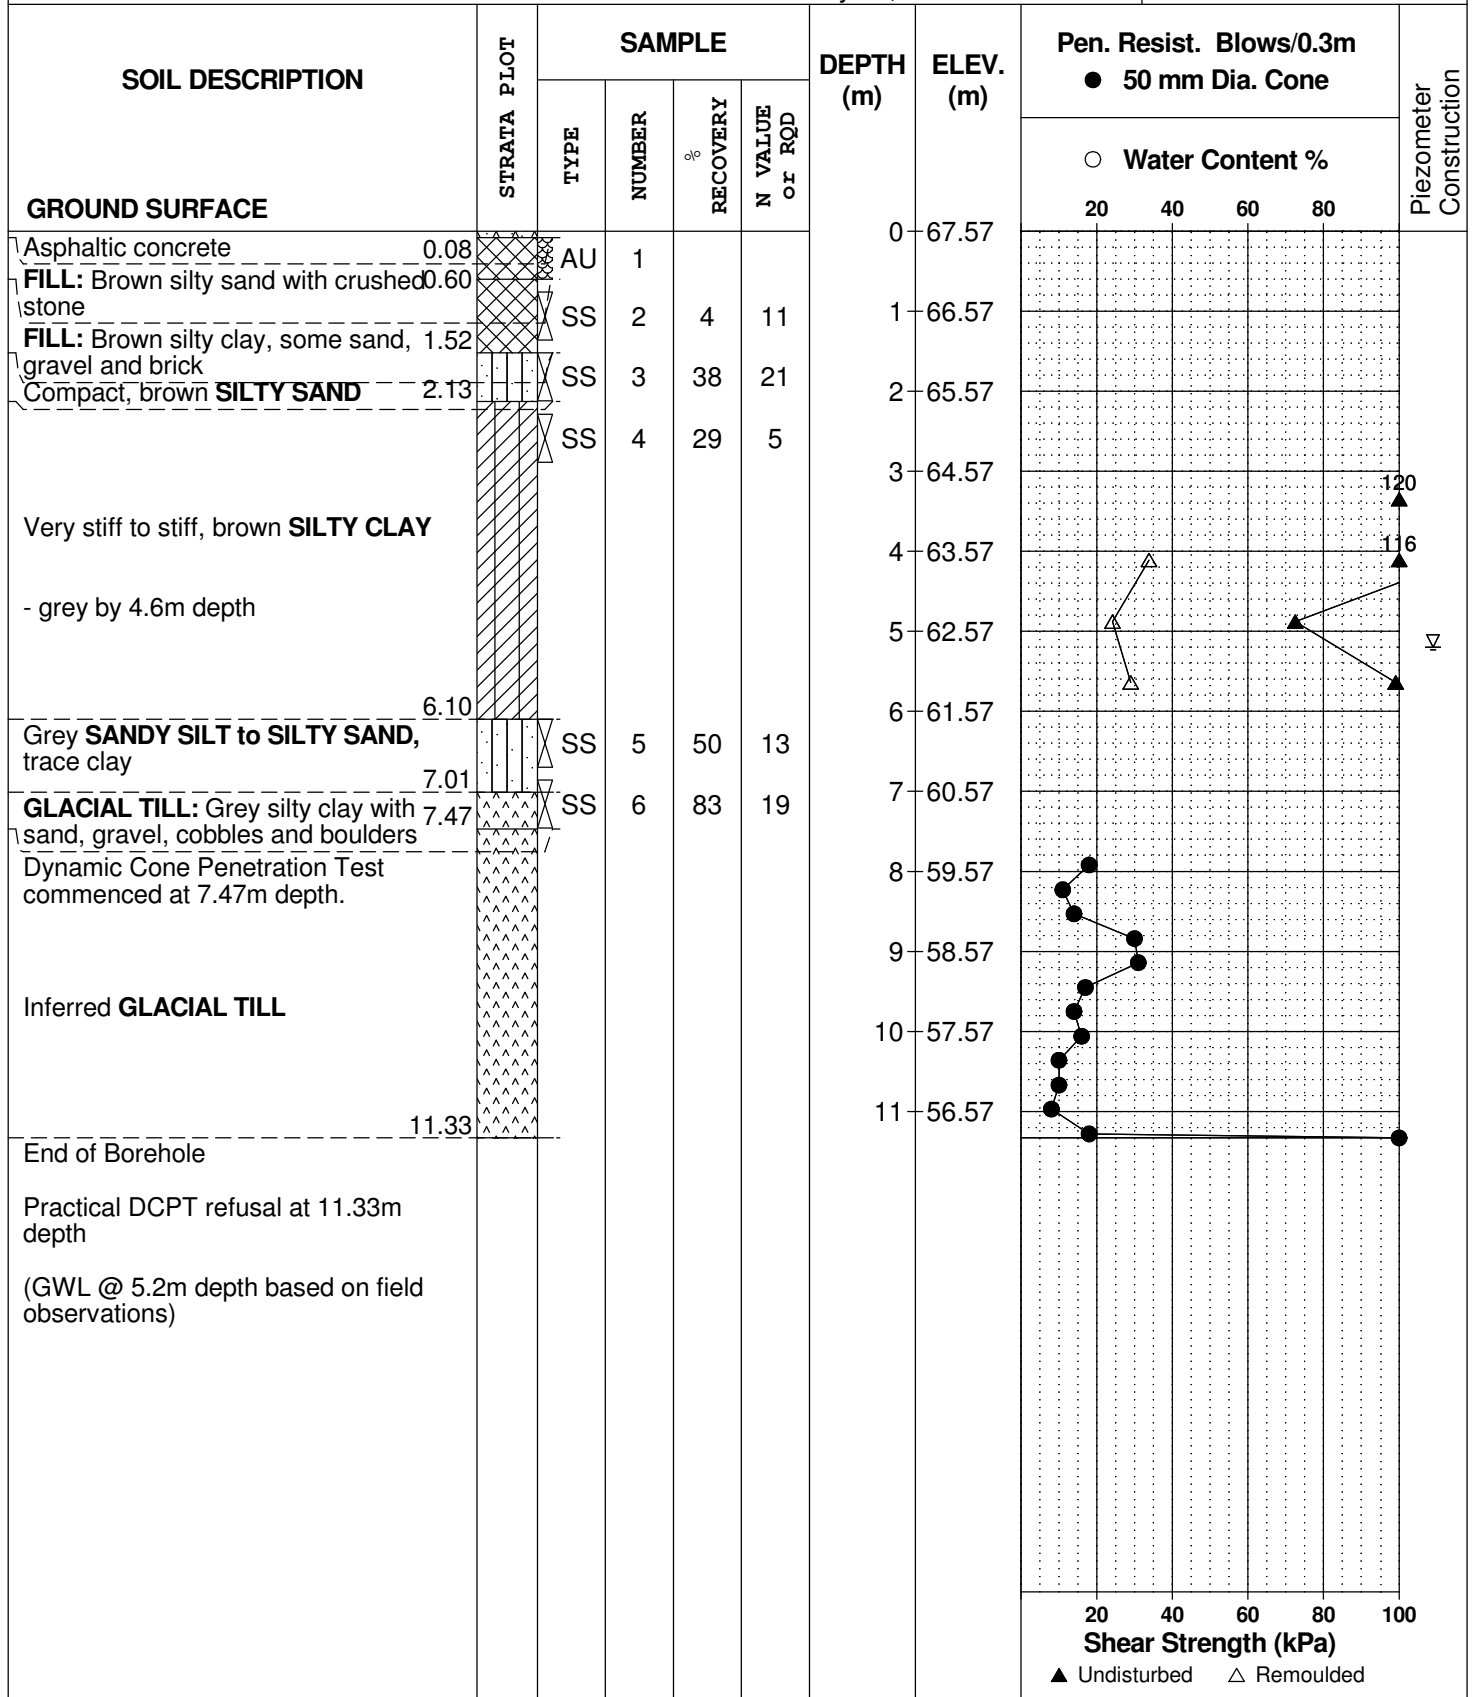 SOIL DESCRIPTION
GROUND SURFACE
STRATA PLOT
SAMPLE
TYPE
NUMBER
% RECOVERY
N VALUE or RQD
DEPTH (m)
ELEV. (m)
Pen. Resist. Blows/0.3m
● 50 mm Dia. Cone
○ Water Content %
20 40 60 80
Piezometer Construction
0 67.57
Asphaltic concrete 0.08
AU 1
FILL: Brown silty sand with crushed 0.60
stone
SS 2 4 11
1 66.57
FILL: Brown silty clay, some sand, 1.52
gravel and brick
SS 3 38 21
Compact, brown SILTY SAND 2.13
2 65.57
SS 4 29 5
3 64.57
120
Very stiff to stiff, brown SILTY CLAY
4 63.57
116
- grey by 4.6m depth
5 62.57
6.10
6 61.57
Grey SANDY SILT to SILTY SAND,
trace clay
SS 5 50 13
7.01
7 60.57
GLACIAL TILL: Grey silty clay with 7.47
sand, gravel, cobbles and boulders
SS 6 83 19
Dynamic Cone Penetration Test
commenced at 7.47m depth.
8 59.57
9 58.57
Inferred GLACIAL TILL
10 57.57
11 56.57
11.33
End of Borehole
Practical DCPT refusal at 11.33m
depth
(GWL @ 5.2m depth based on field
observations)
20 40 60 80 100
Shear Strength (kPa)
▲ Undisturbed △ Remoulded